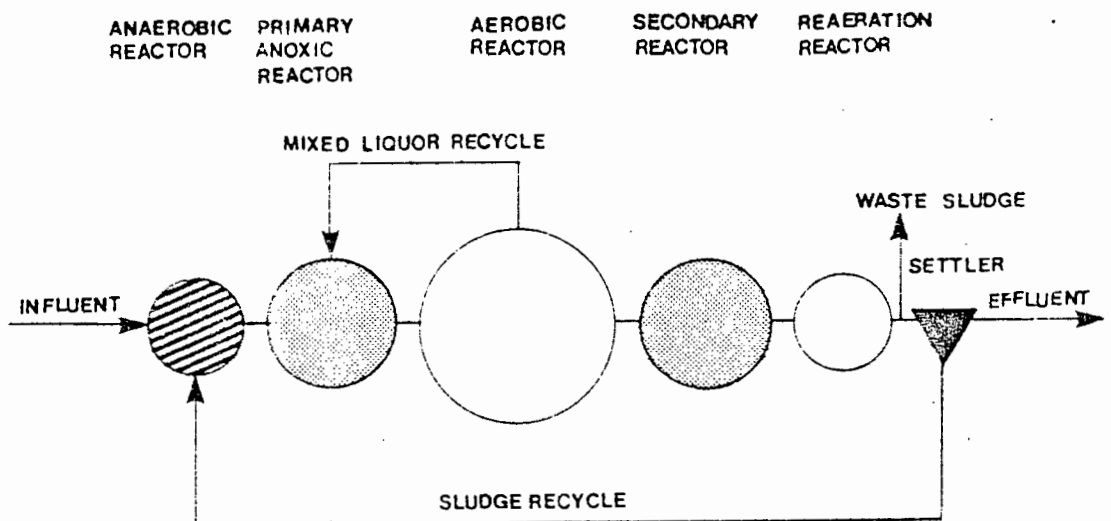 ANAEROBIC
REACTOR
PRIMARY
ANOXIC
REACTOR
AEROBIC
REACTOR
SECONDARY
REACTOR
REAERATION
REACTOR
MIXED LIQUOR RECYCLE
WASTE SLUDGE
SETTLER
INFLUENT
EFFLUENT
SLUDGE RECYCLE